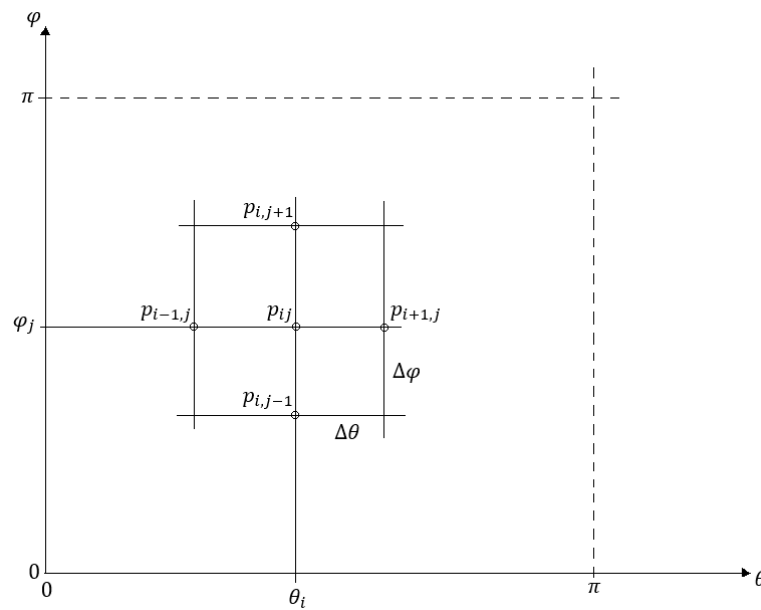 φ
π
p_{i,j+1}
φ_j p_{i−1,j} p_{ij} p_{i+1,j}
Δφ
p_{i,j−1}
Δθ
0
0 θ_i π θ